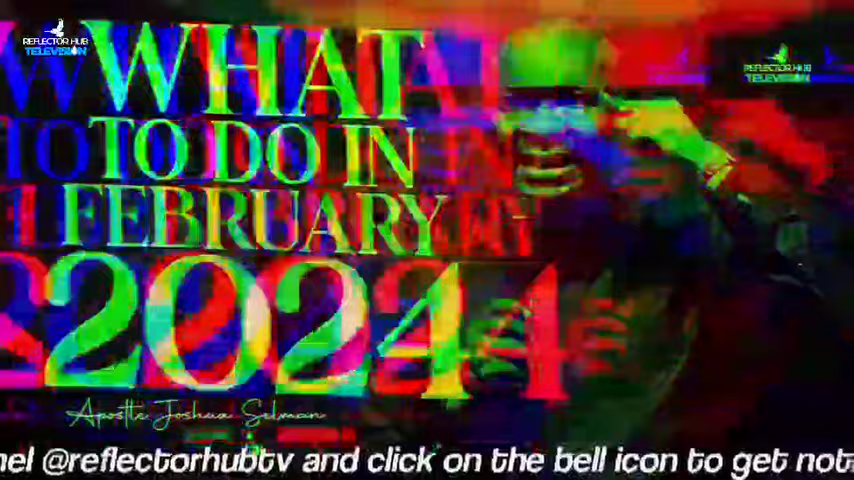 REFLECTOR HUB
TELEVISION
WHAT
TO DO IN
FEBRUARY
2024
Apostle Joshua Selman
REFLECTOR HUB
TELEVISION
nel @reflectorhubtv and click on the bell icon to get not